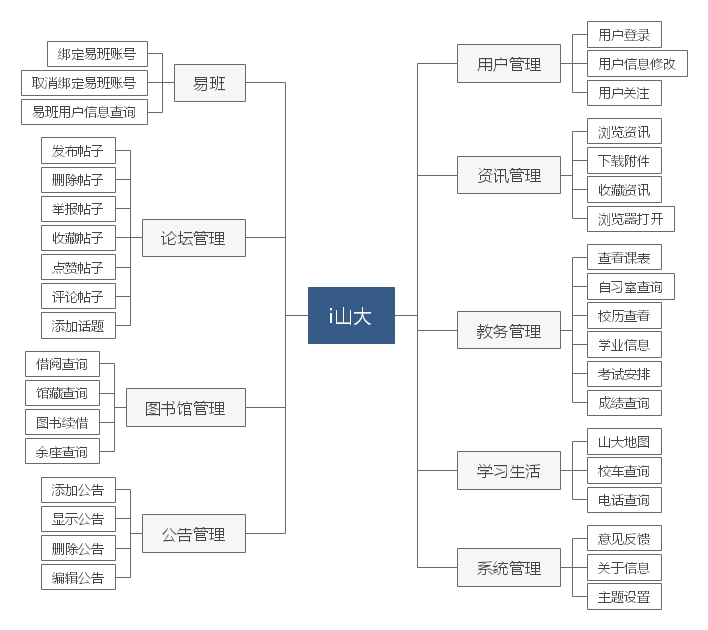 i山大
易班
绑定易班账号
取消绑定易班账号
易班用户信息查询
论坛管理
发布帖子
删除帖子
举报帖子
收藏帖子
点赞帖子
评论帖子
添加话题
图书馆管理
借阅查询
馆藏查询
图书续借
余座查询
公告管理
添加公告
显示公告
删除公告
编辑公告
用户管理
用户登录
用户信息修改
用户关注
资讯管理
浏览资讯
下载附件
收藏资讯
浏览器打开
教务管理
查看课表
自习室查询
校历查看
学业信息
考试安排
成绩查询
学习生活
山大地图
校车查询
电话查询
系统管理
意见反馈
关于信息
主题设置